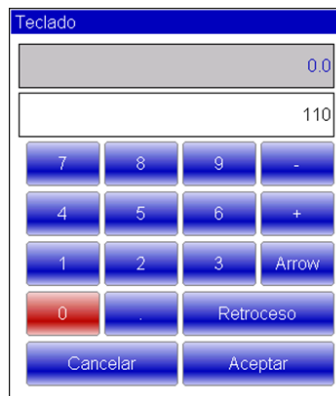 Teclado
0.0
110
7 8 9 -
4 5 6 +
1 2 3 Arrow
0 . Retroceso
Cancelar Aceptar